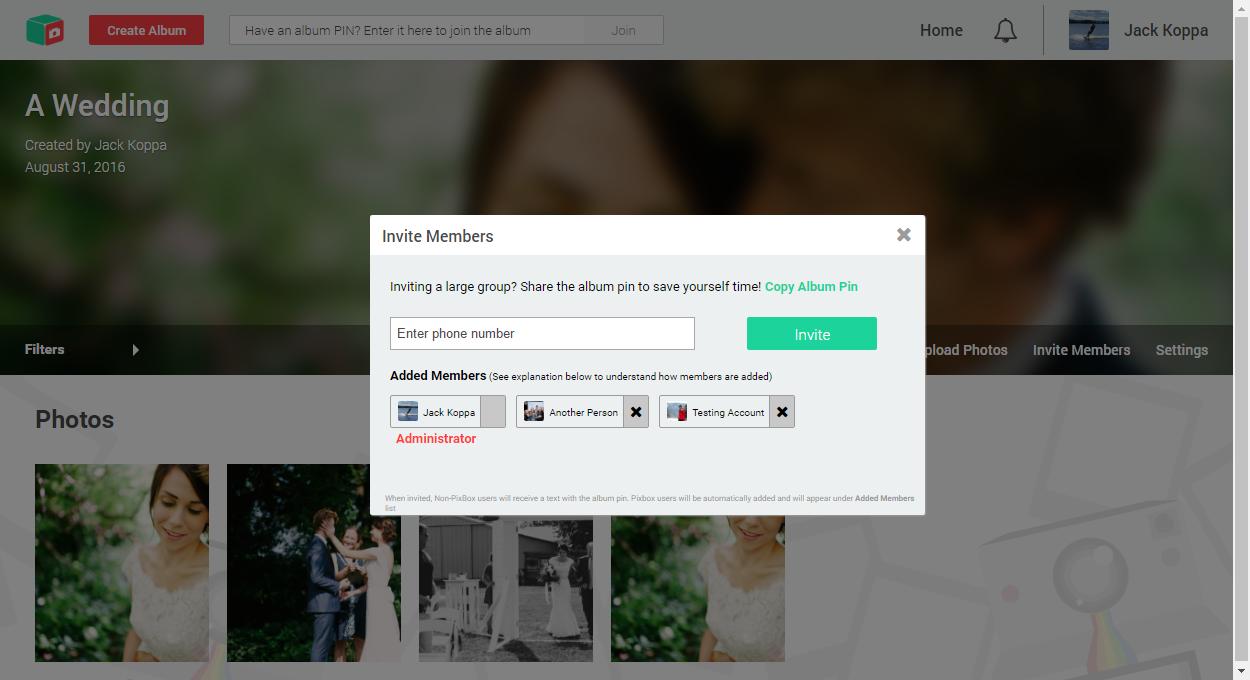 Create Album
Have an album PIN? Enter it here to join the album
Join
Home
Jack Koppa
A Wedding
Created by Jack Koppa
August 31, 2016
Invite Members
Inviting a large group? Share the album pin to save yourself time! Copy Album Pin
Enter phone number
Invite
Added Members (See explanation below to understand how members are added)
Jack Koppa
Another Person
Testing Account
Administrator
When invited, Non-PixBox users will receive a text with the album pin. Pixbox users will be automatically added and will appear under Added Members
list
Filters
pload Photos
Invite Members
Settings
Photos